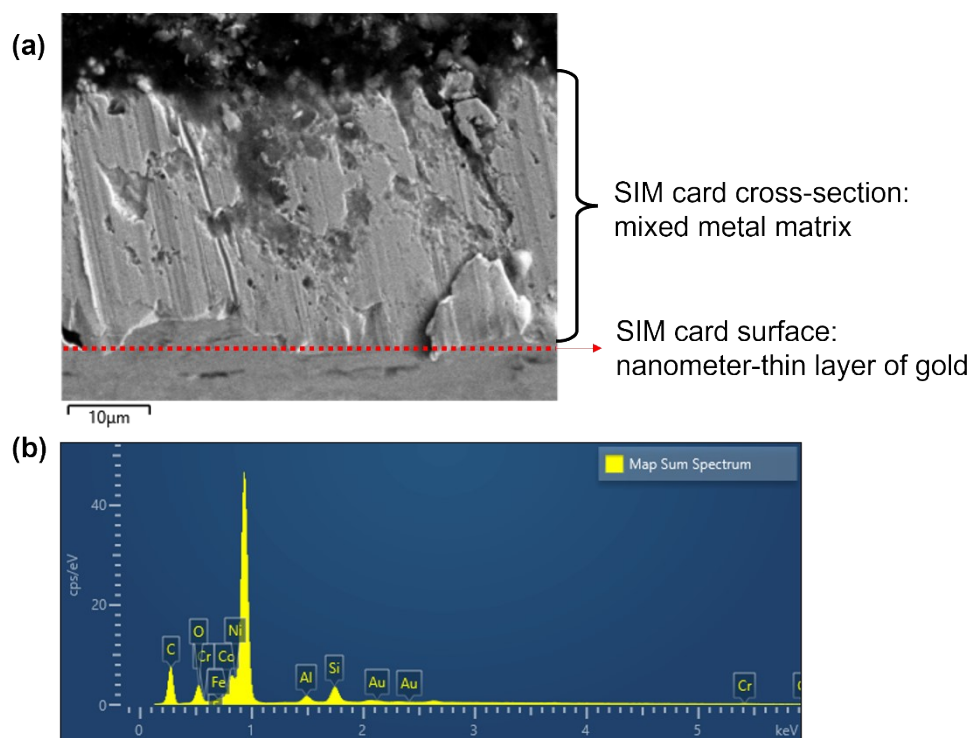 (a)
SIM card cross-section:
mixed metal matrix
SIM card surface:
nanometer-thin layer of gold
10μm
(b)
Map Sum Spectrum
40
cps/eV
20
O
Ni
C
Cr
Co
Fe
Al
Si
Au
Au
Cr
0
0
1
2
3
4
5
keV